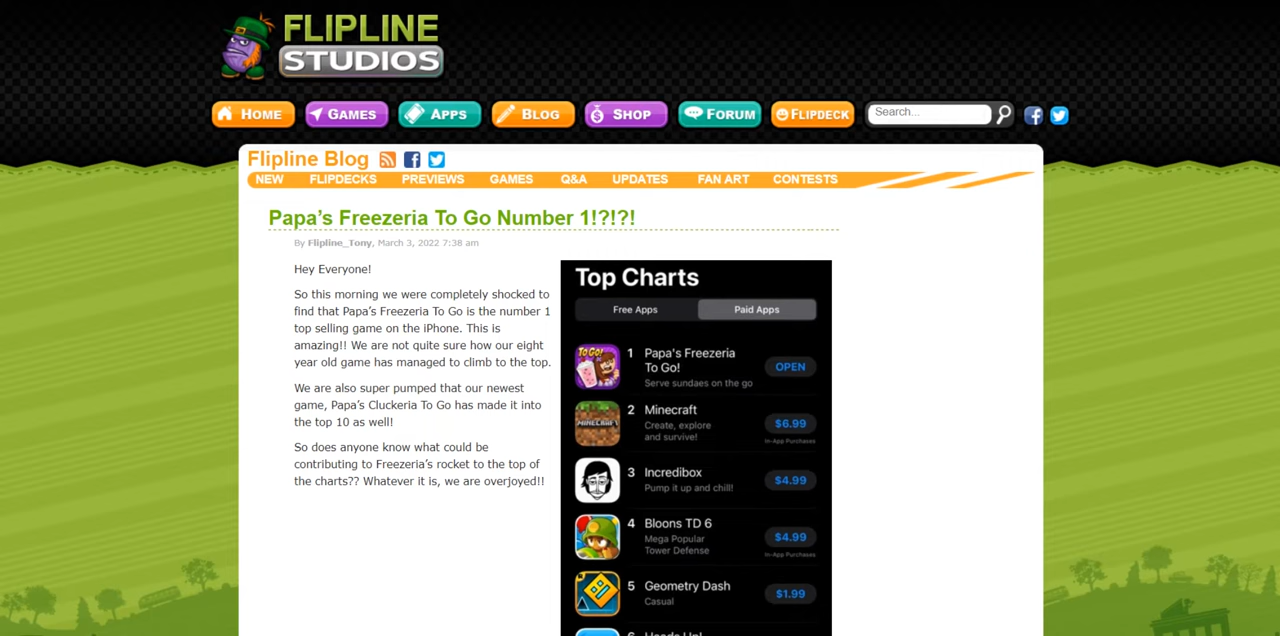 FLIPLINE
STUDIOS
HOME GAMES APPS BLOG SHOP FORUM FLIPDECK Search...
Flipline Blog
NEW FLIPDECKS PREVIEWS GAMES Q&A UPDATES FAN ART CONTESTS
Papa's Freezeria To Go Number 1!?!?!
By Flipline_Tony, March 3, 2022 7:38 am
Hey Everyone!
So this morning we were completely shocked to
find that Papa's Freezeria To Go is the number 1
top selling game on the iPhone. This is
amazing!! We are not quite sure how our eight
year old game has managed to climb to the top.
We are also super pumped that our newest
game, Papa's Cluckeria To Go has made it into
the top 10 as well!
So does anyone know what could be
contributing to Freezeria's rocket to the top of
the charts?? Whatever it is, we are overjoyed!!
Top Charts
Free Apps Paid Apps
TO GO!
1 Papa's Freezeria
To Go!
Serve sundaes on the go
OPEN
MINECRAFT
2 Minecraft
Create, explore
and survive!
$6.99
In-App Purchases
3 Incredibox
Pump it up and chill!
$4.99
4 Bloons TD 6
Mega Popular
Tower Defense
$4.99
In-App Purchases
5 Geometry Dash
Casual
$1.99
6 Heads Up!